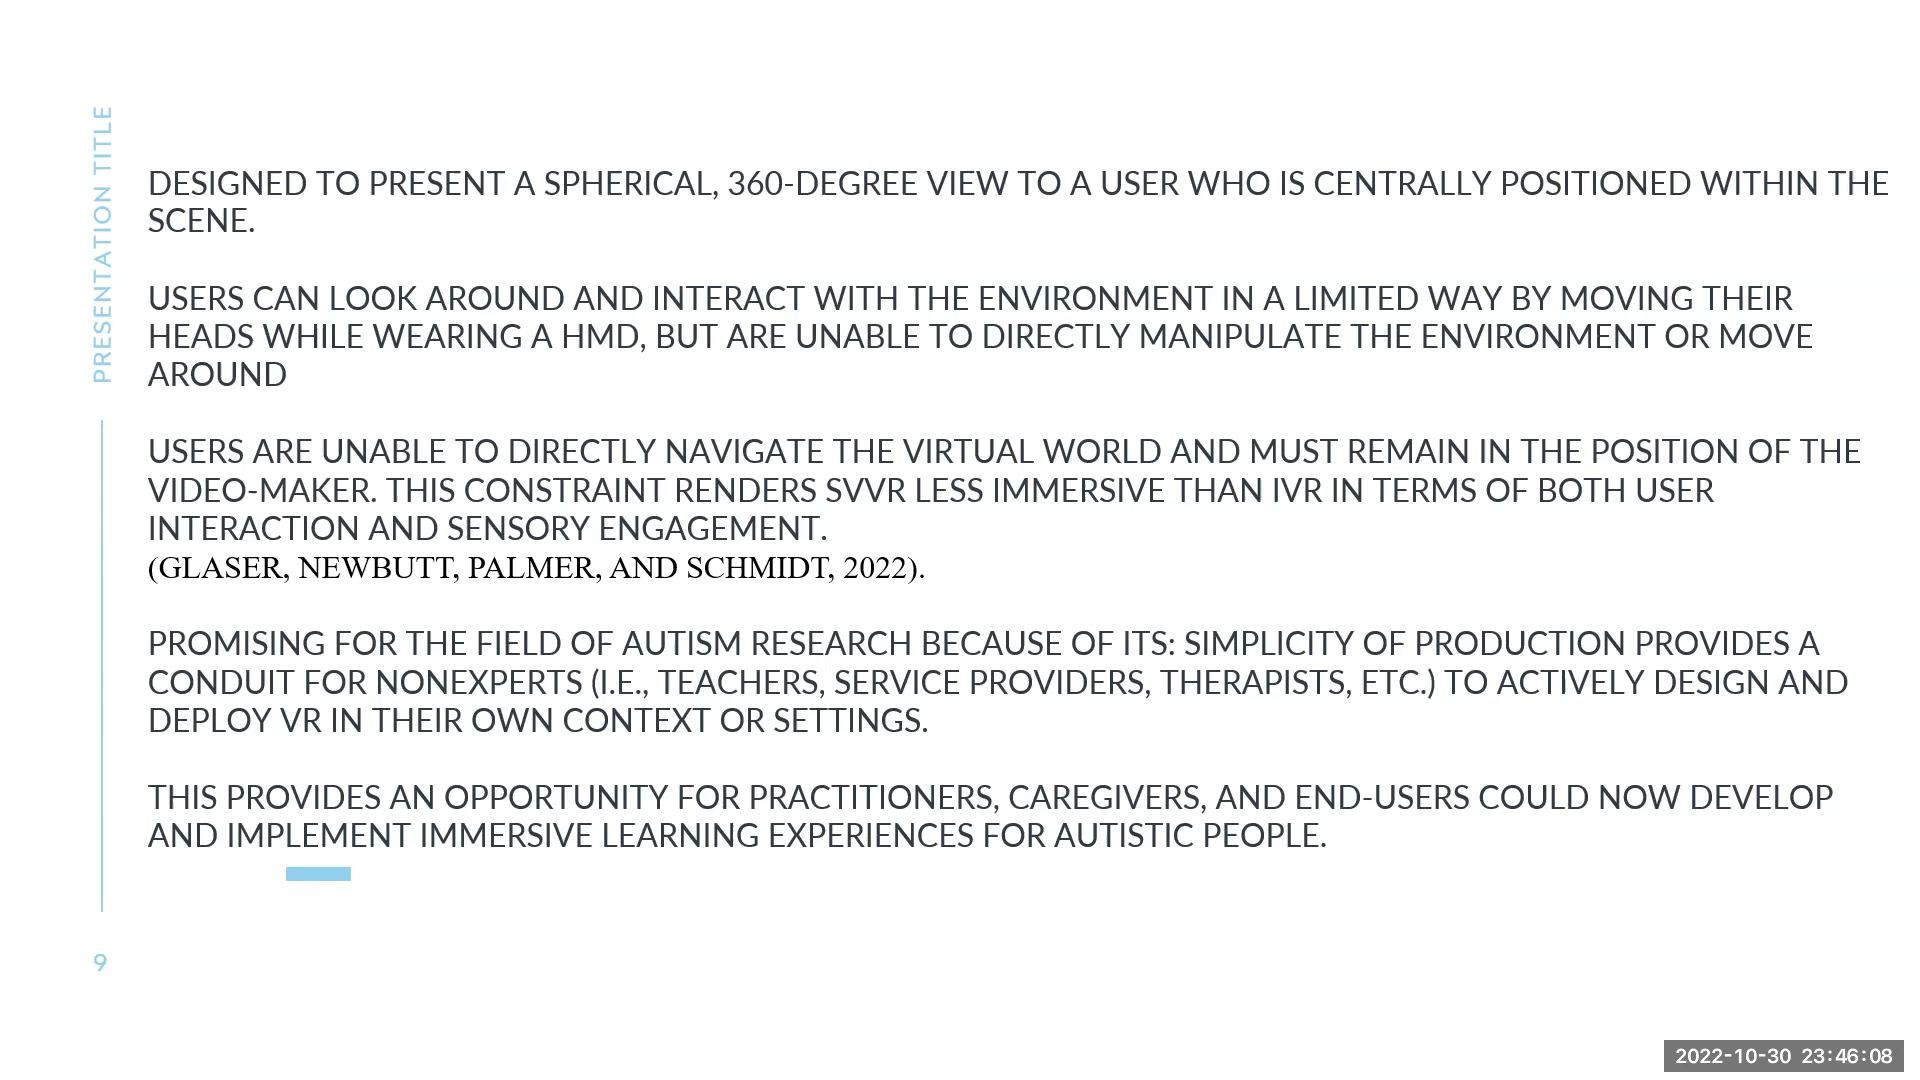 PRESENTATION TITLE
DESIGNED TO PRESENT A SPHERICAL, 360-DEGREE VIEW TO A USER WHO IS CENTRALLY POSITIONED WITHIN THE
SCENE.
USERS CAN LOOK AROUND AND INTERACT WITH THE ENVIRONMENT IN A LIMITED WAY BY MOVING THEIR
HEADS WHILE WEARING A HMD, BUT ARE UNABLE TO DIRECTLY MANIPULATE THE ENVIRONMENT OR MOVE
AROUND
USERS ARE UNABLE TO DIRECTLY NAVIGATE THE VIRTUAL WORLD AND MUST REMAIN IN THE POSITION OF THE
VIDEO-MAKER. THIS CONSTRAINT RENDERS SVVR LESS IMMERSIVE THAN IVR IN TERMS OF BOTH USER
INTERACTION AND SENSORY ENGAGEMENT.
(GLASER, NEWBUTT, PALMER, AND SCHMIDT, 2022).
PROMISING FOR THE FIELD OF AUTISM RESEARCH BECAUSE OF ITS: SIMPLICITY OF PRODUCTION PROVIDES A
CONDUIT FOR NONEXPERTS (I.E., TEACHERS, SERVICE PROVIDERS, THERAPISTS, ETC.) TO ACTIVELY DESIGN AND
DEPLOY VR IN THEIR OWN CONTEXT OR SETTINGS.
THIS PROVIDES AN OPPORTUNITY FOR PRACTITIONERS, CAREGIVERS, AND END-USERS COULD NOW DEVELOP
AND IMPLEMENT IMMERSIVE LEARNING EXPERIENCES FOR AUTISTIC PEOPLE.
9
2022-10-30 23:46:08